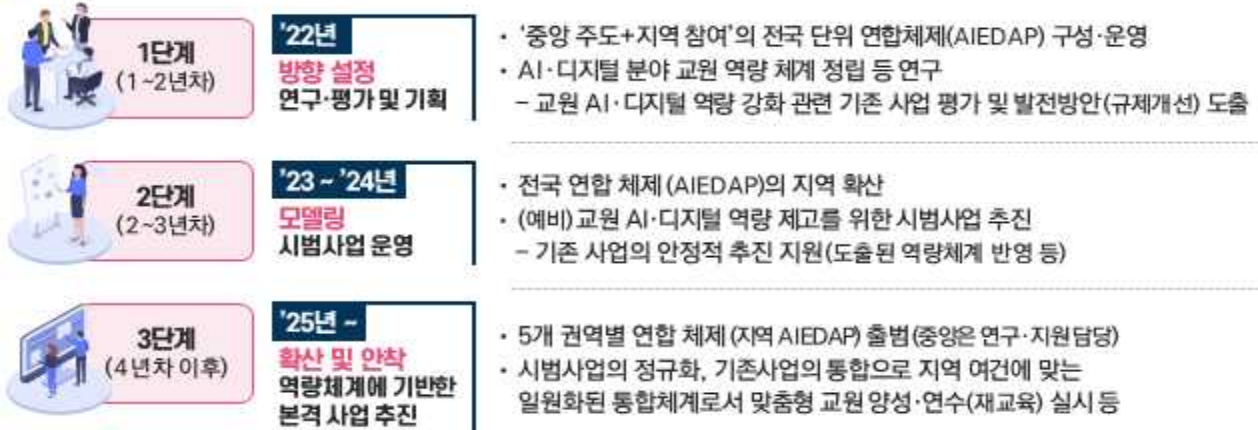 1단계
(1~2년차)
'22년
방향 설정
연구·평가 및 기획
• '중앙 주도+지역 참여'의 전국 단위 연합체제(AIEDAP) 구성·운영
• AI·디지털 분야 교원 역량 체계 정립 등 연구
– 교원 AI·디지털 역량 강화 관련 기존 사업 평가 및 발전방안(규제개선) 도출
2단계
(2~3년차)
'23 ~ '24년
모델링
시범사업 운영
• 전국 연합 체제 (AIEDAP)의 지역 확산
• (예비)교원 AI·디지털 역량 제고를 위한 시범사업 추진
– 기존 사업의 안정적 추진 지원(도출된 역량체계 반영 등)
3단계
(4년차 이후)
'25년 ~
확산 및 안착
역량체계에 기반한
본격 사업 추진
• 5개 권역별 연합 체제 (지역 AIEDAP) 출범(중앙은 연구·지원 담당)
• 시범사업의 정규화, 기존사업의 통합으로 지역 여건에 맞는
일원화된 통합체계로서 맞춤형 교원 양성·연수(재교육) 실시 등